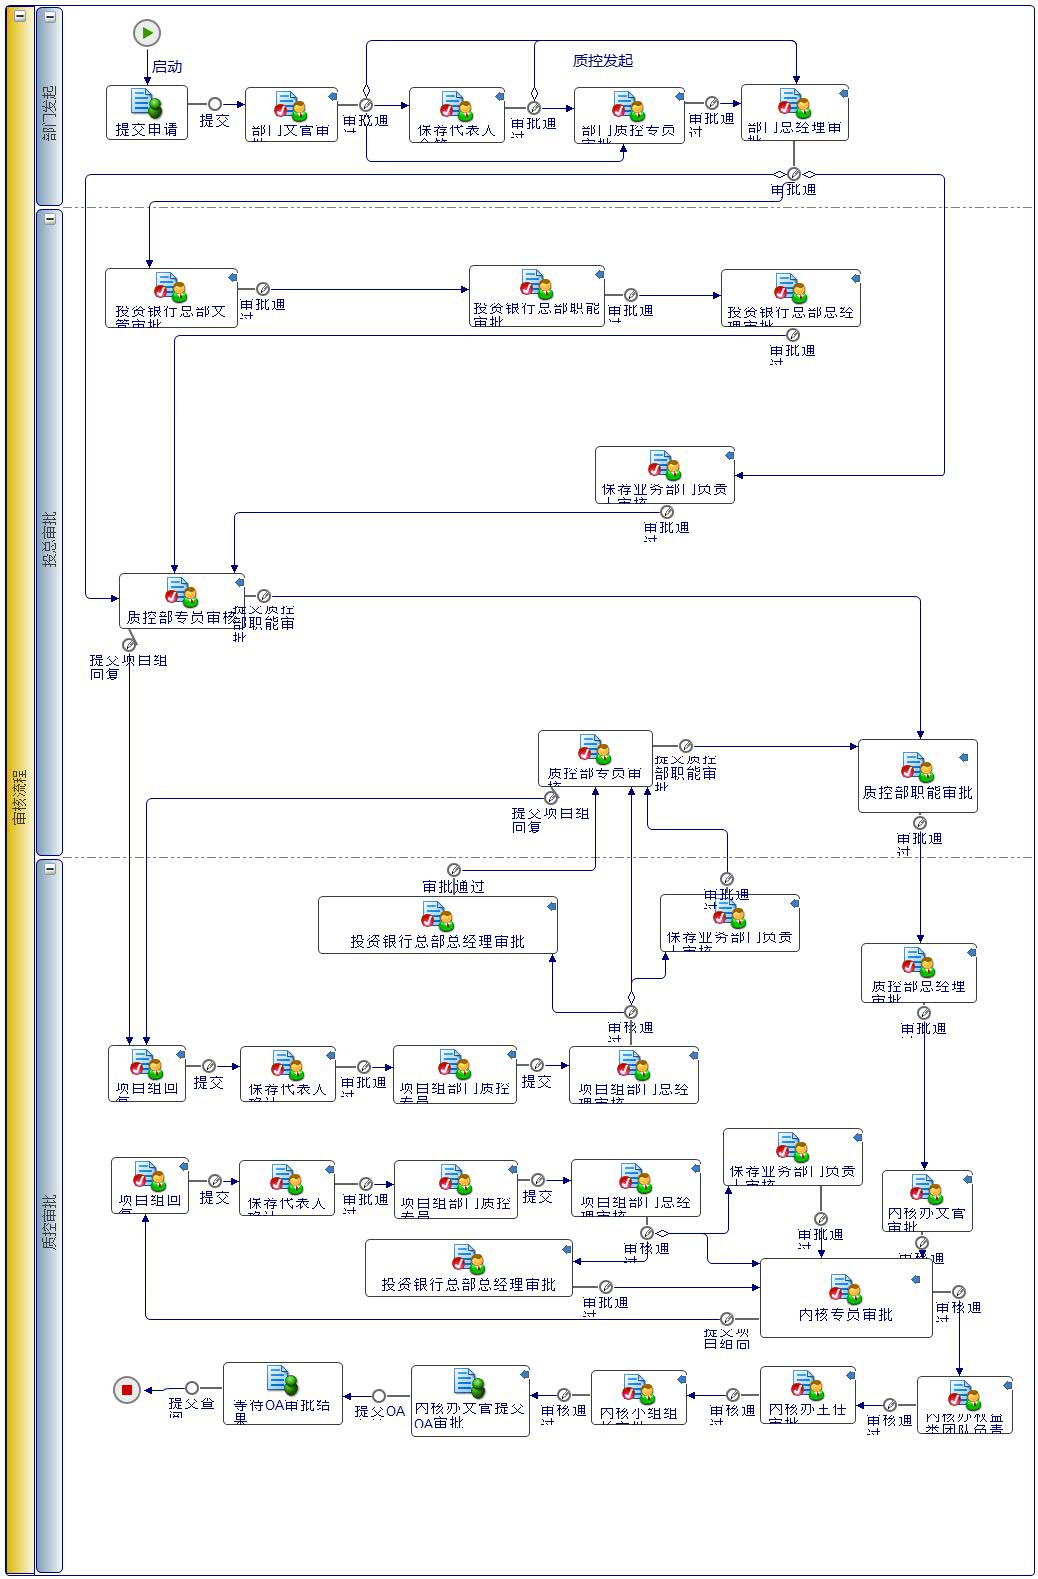 审核流程
部门发起
启动
质控发起
提交申请
提交
部门文官审
审批通
过
保荐代表人
审批通
过
部门质控专员
审批
审批通
过
部门总经理审
批
审批通
投总审批
投资银行总部文
管审批
审批通
过
投资银行总部职能
审批
审批通
过
投资银行总部总经
理审批
审批通
过
保荐业务部门负责
人审核
审批通
过
质控部专员审核
提交质控
部职能审
批
提交项目组
回复
质控部专员审
核
提交质控
部职能审
批
提交项目组
回复
质控部职能审批
审批通
过
质控审批
审批通过
投资银行总部总经理审批
审批通
保荐业务部门负责
人审核
质控部总经理
审批
审批通
审核通
过
项目组回
复
提交
保荐代表人
确认
审批通
过
项目组部门质控
专员
提交
项目组部门总经
理审核
项目组回
复
提交
保荐代表人
确认
审批通
过
项目组部门质控
专员
提交
项目组部门总经
理审核
审核通
过
保荐业务部门负责
人审核
审批通
过
内核办文官
审批
审核通
投资银行总部总经理审批
审批通
过
内核专员审批
审核通
过
提交项
目组回
提交查
阅
等待OA审批结
果
提交OA
内核办文官提交
OA审批
审核通
过
内核小组组
长审批
审核通
过
内核办主任
审批
审核通
过
内核办权益
类团队负责